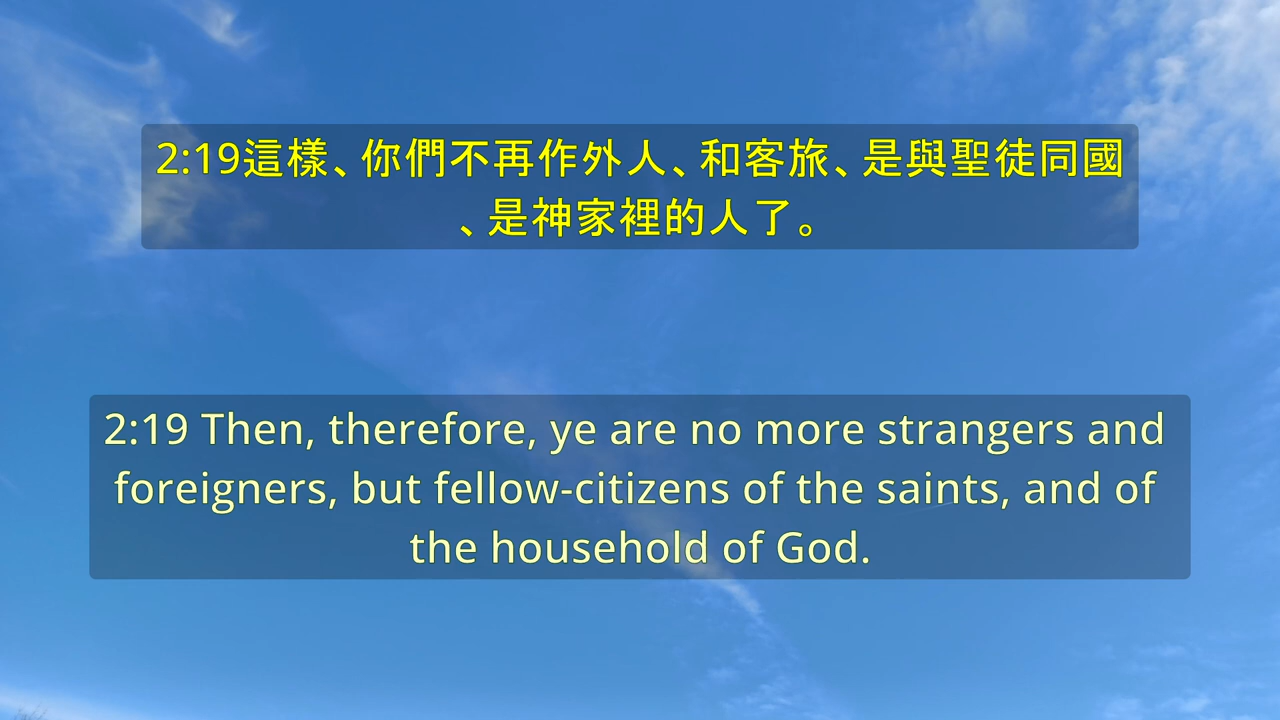 2:19這樣、你們不再作外人、和客旅、是與聖徒同國
、是神家裡的人了。
2:19 Then, therefore, ye are no more strangers and
foreigners, but fellow-citizens of the saints, and of
the household of God.